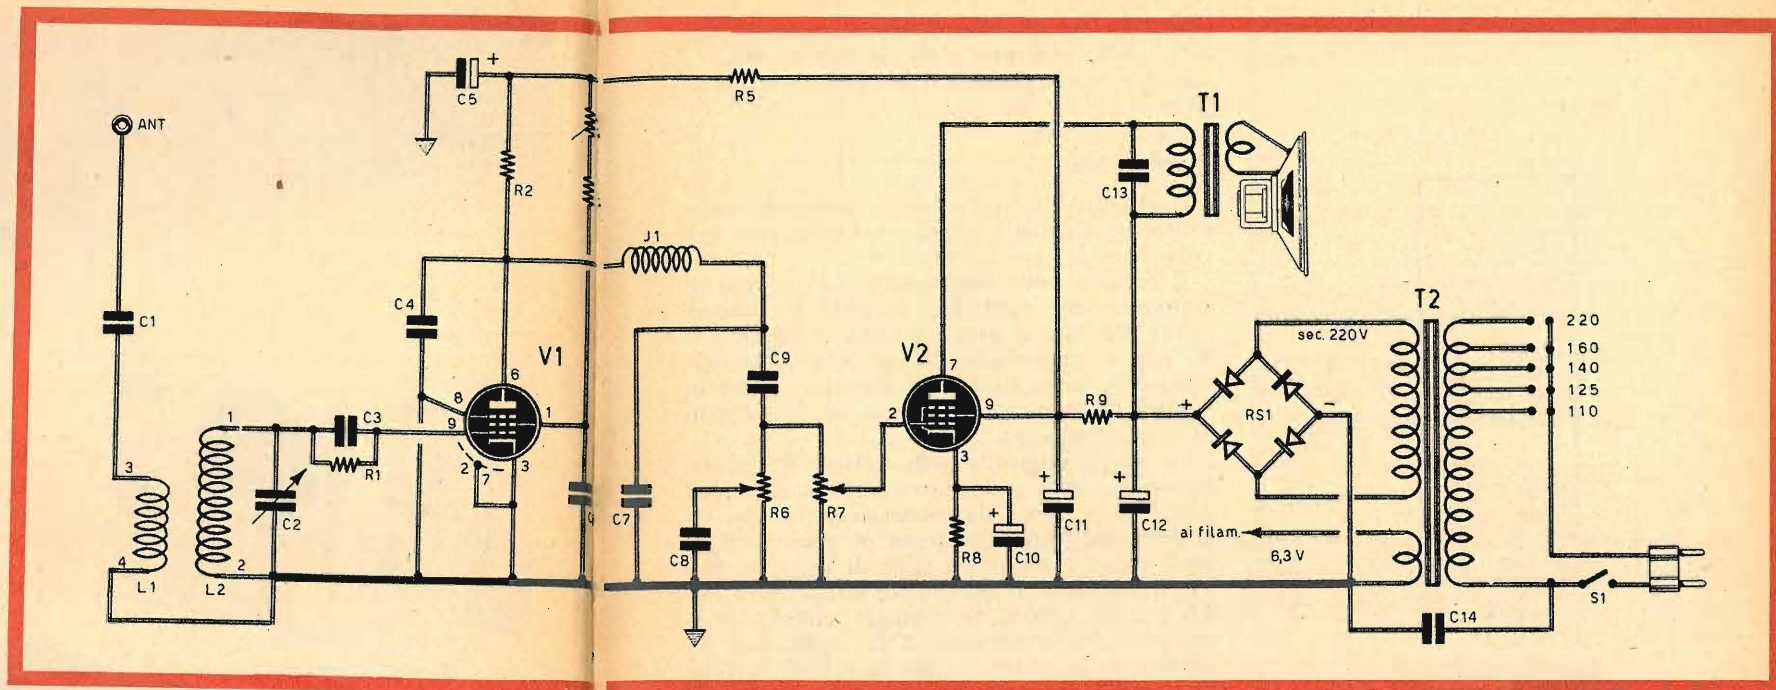 ANT
C5
+
R5
T1
R2
C13
J1
C1
C4
V1
6
8
9
1
2
7
3
C9
V2
7
2
9
3
T2
sec. 220V
220
160
140
125
110
R9
+
RS1
-
1
C3
R1
3
C2
4
2
L1
L2
C7
R6
R7
C8
R8
+
C10
+
C11
+
C12
ai filam.
6,3 V
S1
C14